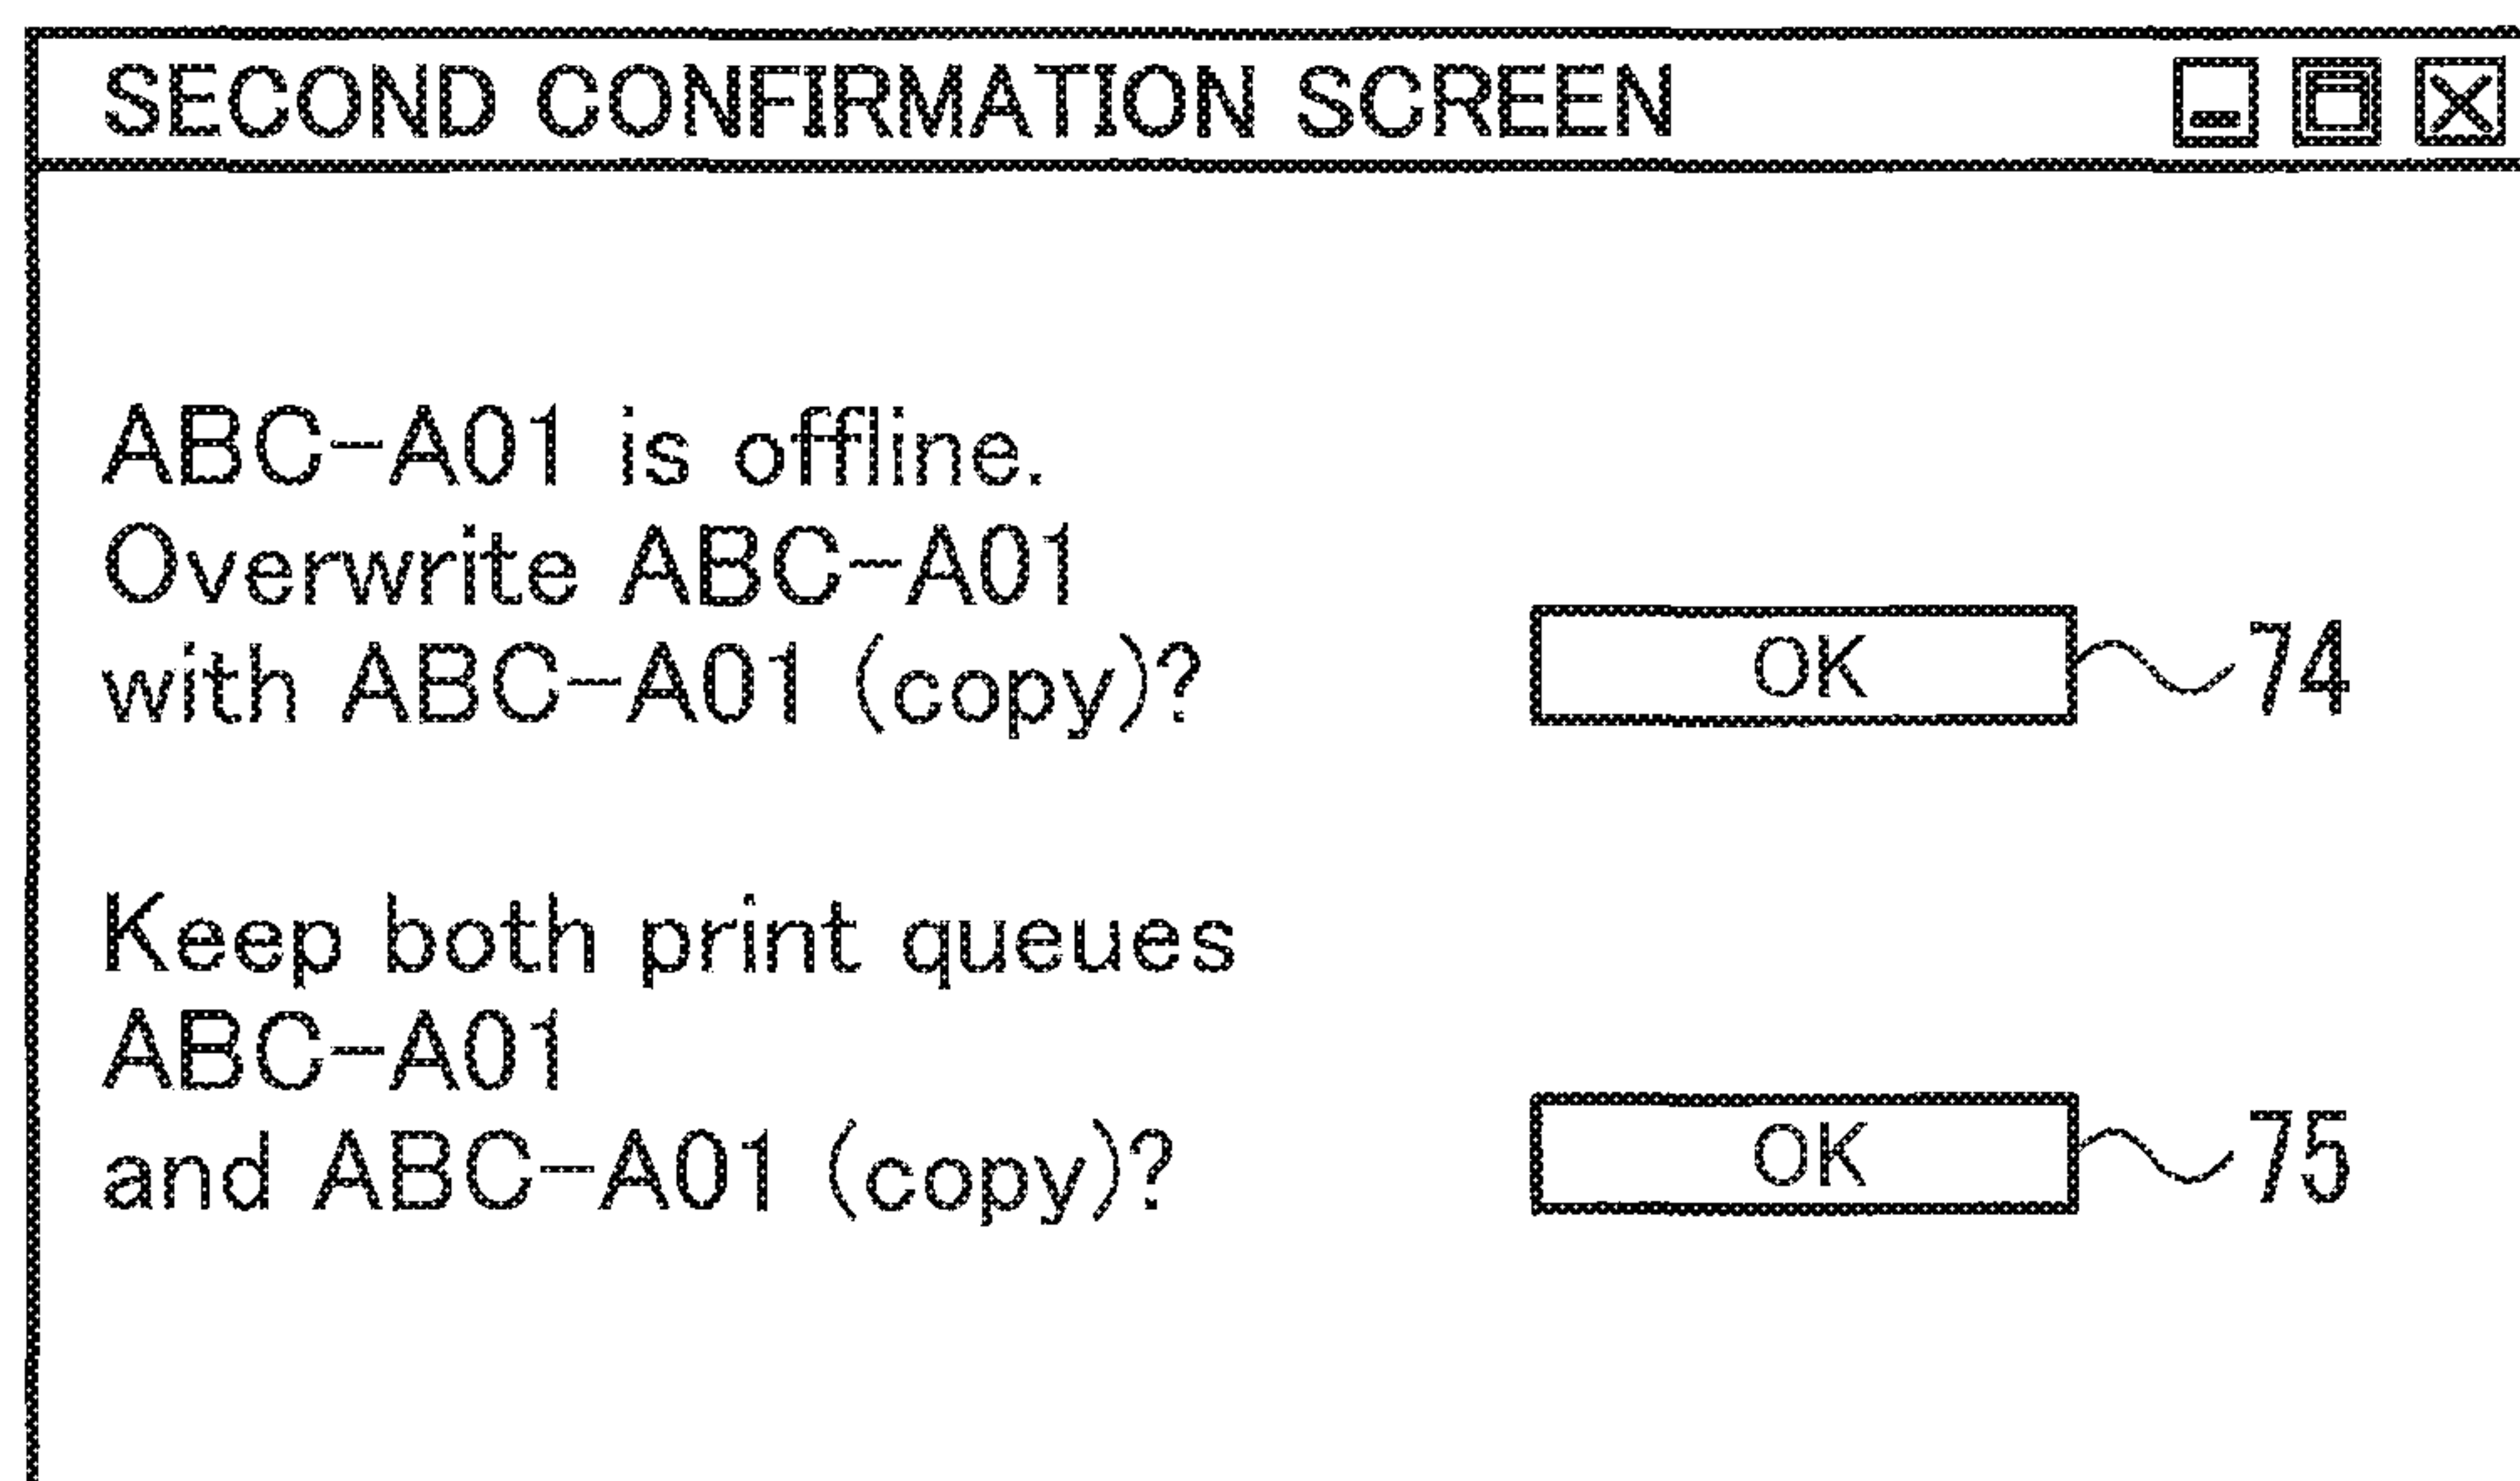 SECOND CONFIRMATION SCREEN
ABC-A01 is offline.
Overwrite ABC-A01
with ABC-A01 (copy)?
OK 74
Keep both print queues
ABC-A01
and ABC-A01 (copy)?
OK 75